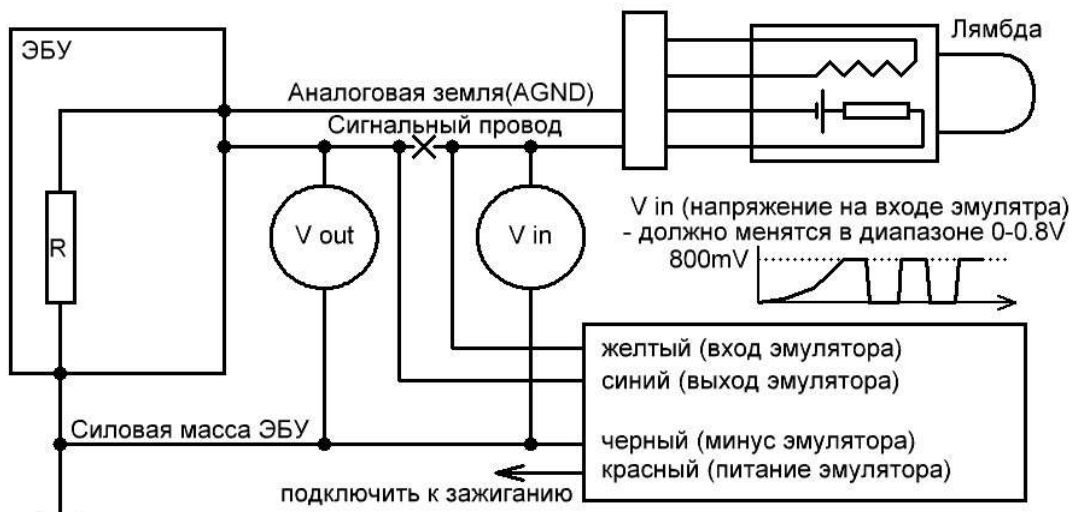 ЭБУ
Лямбда
Аналоговая земля(AGND)
Сигнальный провод
R
V out
V in
V in (напряжение на входе эмулятра)
- должно менятся в диапазоне 0-0.8V
800mV
желтый (вход эмулятора)
синий (выход эмулятора)
Силовая масса ЭБУ
черный (минус эмулятора)
красный (питание эмулятора)
подключить к зажиганию